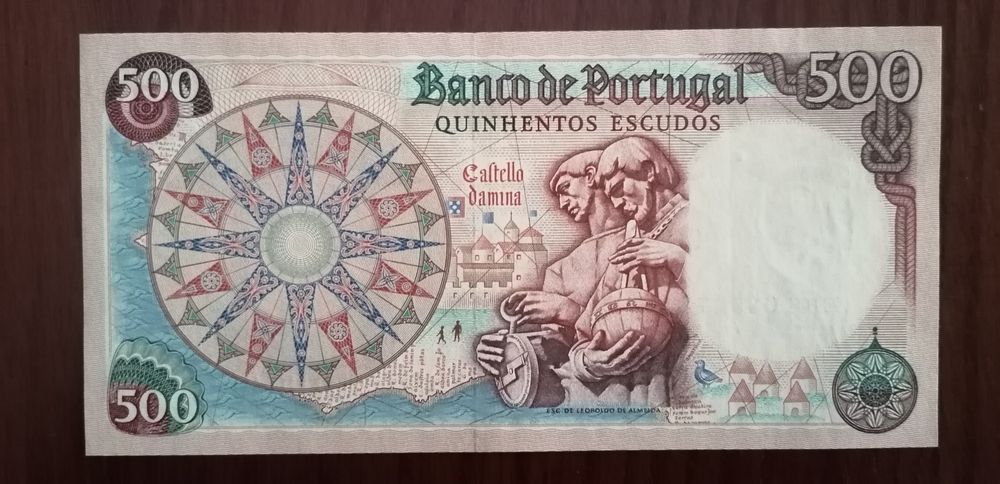 500
Banco de Portugal
500
QUINHENTOS ESCUDOS
Castello
damina
500
ESC. DE LEOPOLDO DE ALMEIDA